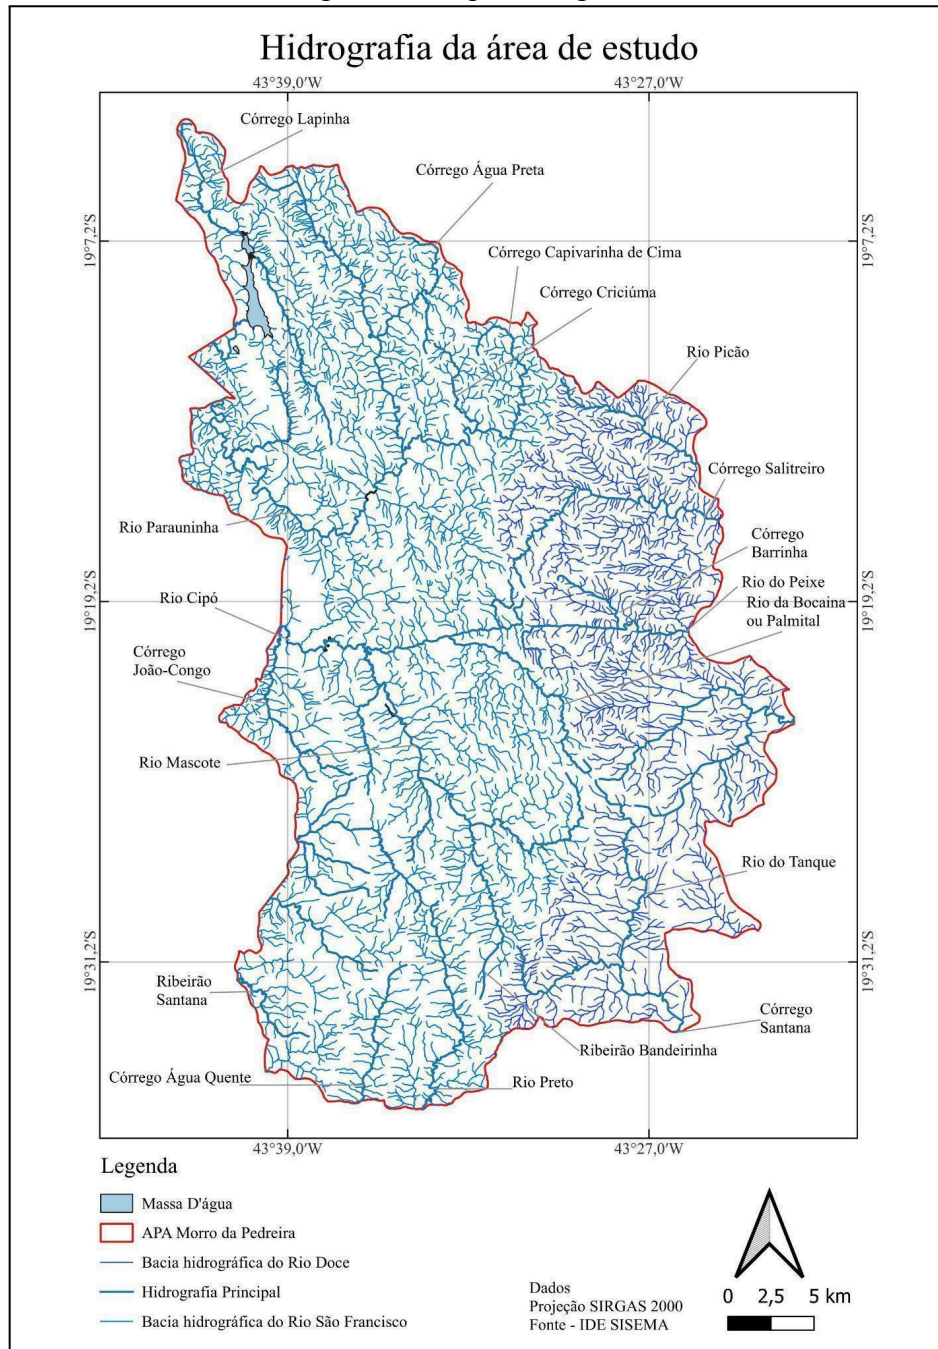 Hidrografia da área de estudo
43°39,0'W
43°27,0'W
Córrego Lapinha
Córrego Água Preta
19°7,2'S
19°7,2'S
Córrego Capivarinha de Cima
Córrego Criciúma
Rio Picão
Córrego Salitreiro
Rio Parauninha
Córrego
Barrinha
19°19,2'S
19°19,2'S
Rio do Peixe
Rio Cipó
Rio da Bocaina
ou Palmital
Córrego
João-Congo
Rio Mascote
Rio do Tanque
19°31,2'S
19°31,2'S
Ribeirão
Santana
Córrego
Santana
Ribeirão Bandeirinha
Córrego Água Quente
Rio Preto
43°39,0'W
43°27,0'W
Legenda
Massa D'água
APA Morro da Pedreira
Bacia hidrográfica do Rio Doce
Hidrografia Principal
Bacia hidrográfica do Rio São Francisco
Dados
Projeção SIRGAS 2000
Fonte - IDE SISEMA
0 2,5 5 km